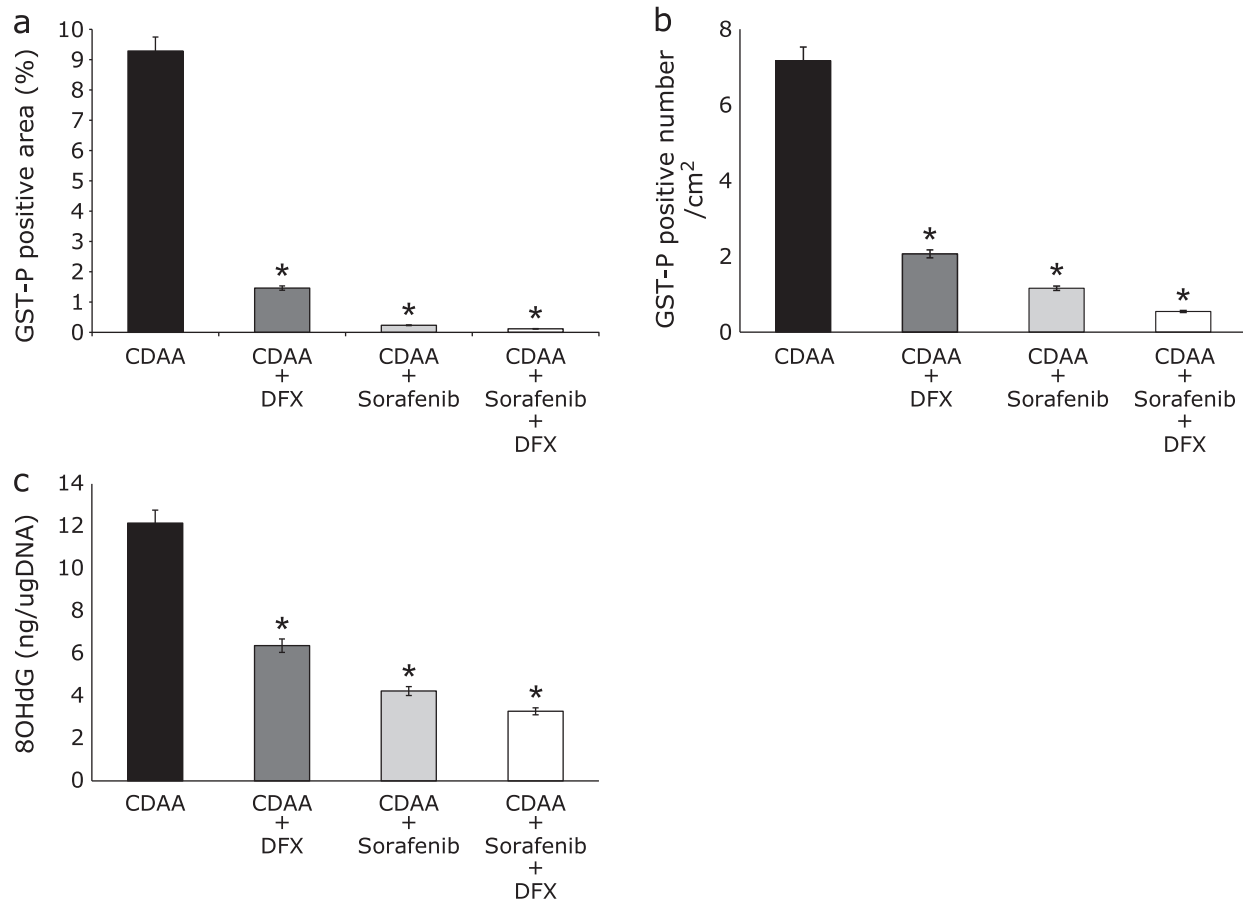 a
GST-P positive area (%)
10
9
8
7
6
5
4
3
2
1
0
*
*
*
CDAA
CDAA
+
DFX
CDAA
+
Sorafenib
CDAA
+
Sorafenib
+
DFX
b
GST-P positive number
/cm²
8
6
4
2
0
*
*
*
CDAA
CDAA
+
DFX
CDAA
+
Sorafenib
CDAA
+
Sorafenib
+
DFX
c
8OHdG (ng/ugDNA)
14
12
10
8
6
4
2
0
*
*
*
CDAA
CDAA
+
DFX
CDAA
+
Sorafenib
CDAA
+
Sorafenib
+
DFX